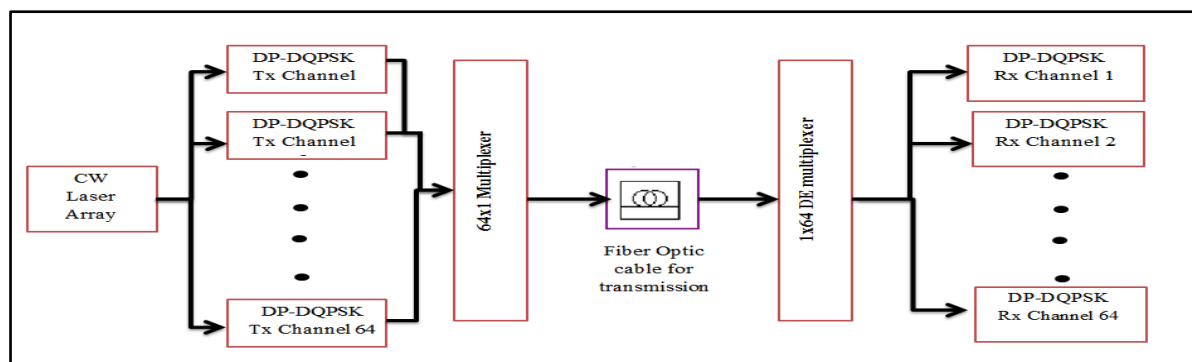 CW
Laser
Array
DP-DQPSK
Tx Channel
DP-DQPSK
Tx Channel
DP-DQPSK
Tx Channel 64
64x1 Multiplexer
Fiber Optic
cable for
transmission
1x64 DE multiplexer
DP-DQPSK
Rx Channel 1
DP-DQPSK
Rx Channel 2
DP-DQPSK
Rx Channel 64